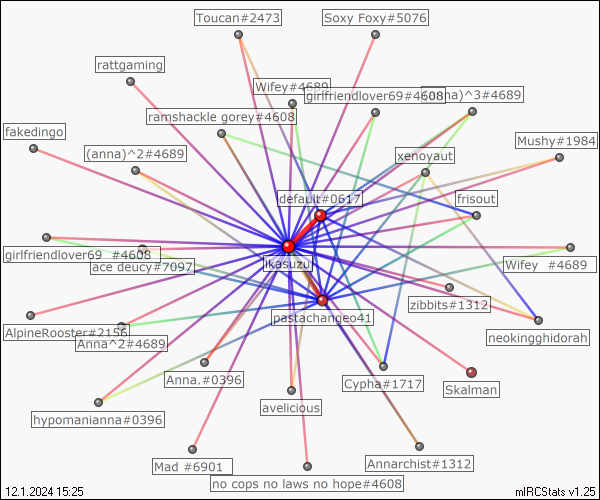 Toucan#2473
Soxy Foxy#5076
rattgaming
Wifey#4689
girlfriendlover69#4608
(anna)^3#4689
ramshackle gorey#4608
fakedingo
Mushy#1984
(anna)^2#4689
xenoyaut
default#0617
frisout
girlfriendlover69 #4608
ikasuzu
Wifey #4689
ace deucy#7097
zibbits#1312
AlpineRooster#2156
pastachangeo41
neokingghidorah
Anna^2#4689
Anna.#0396
Cypha#1717
Skalman
hypomanianna#0396
avelicious
Mad #6901
Annarchist#1312
no cops no laws no hope#4608
12.1.2024 15:25
mIRCStats v1.25